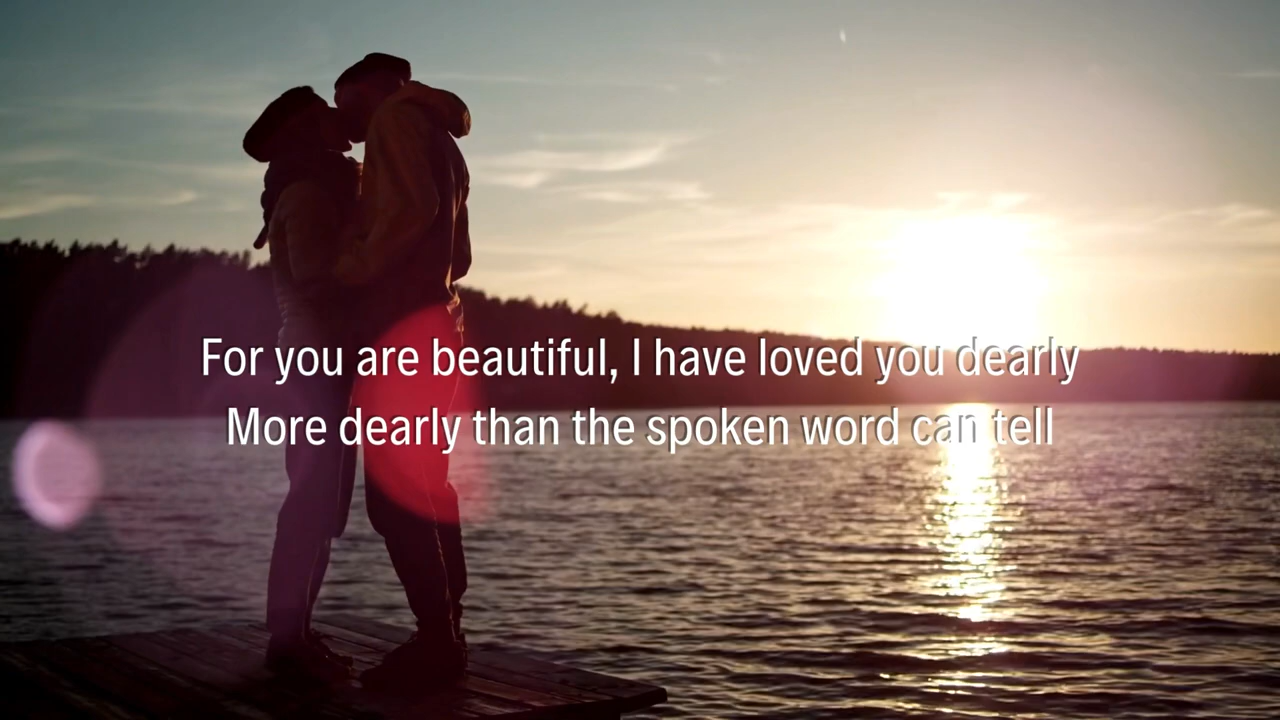 For you are beautiful, I have loved you dearly
More dearly than the spoken word can tell